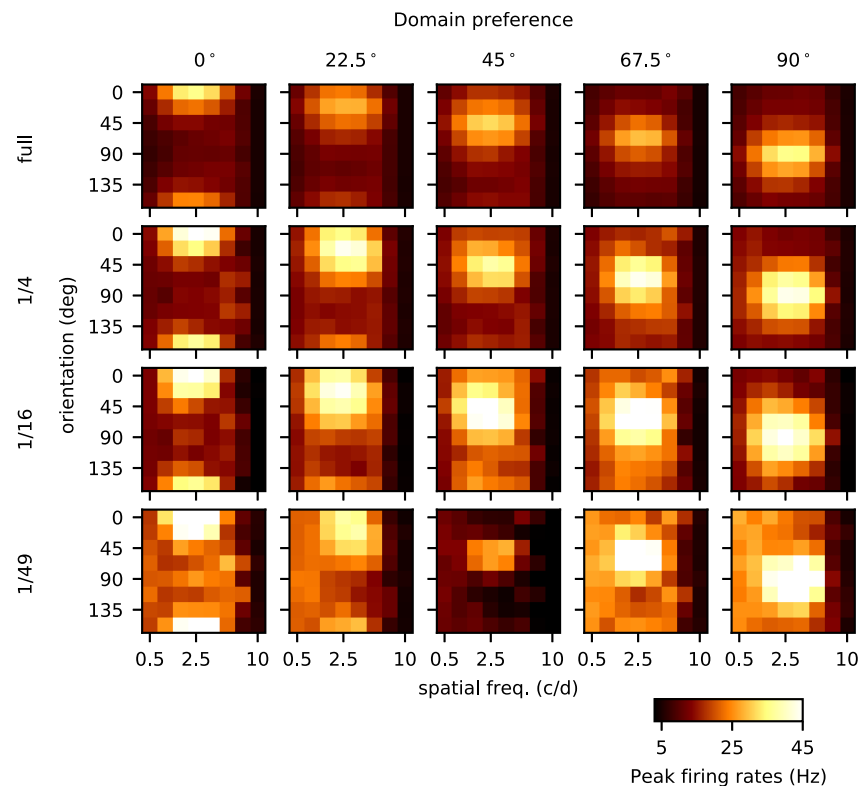 Domain preference
0° 22.5° 45° 67.5° 90°
full
0
45
90
135
1/4
0
45
90
135
1/16
0
45
90
135
1/49
0
45
90
135
orientation (deg)
0.5 2.5 10 0.5 2.5 10 0.5 2.5 10 0.5 2.5 10 0.5 2.5 10
spatial freq. (c/d)
5 25 45
Peak firing rates (Hz)